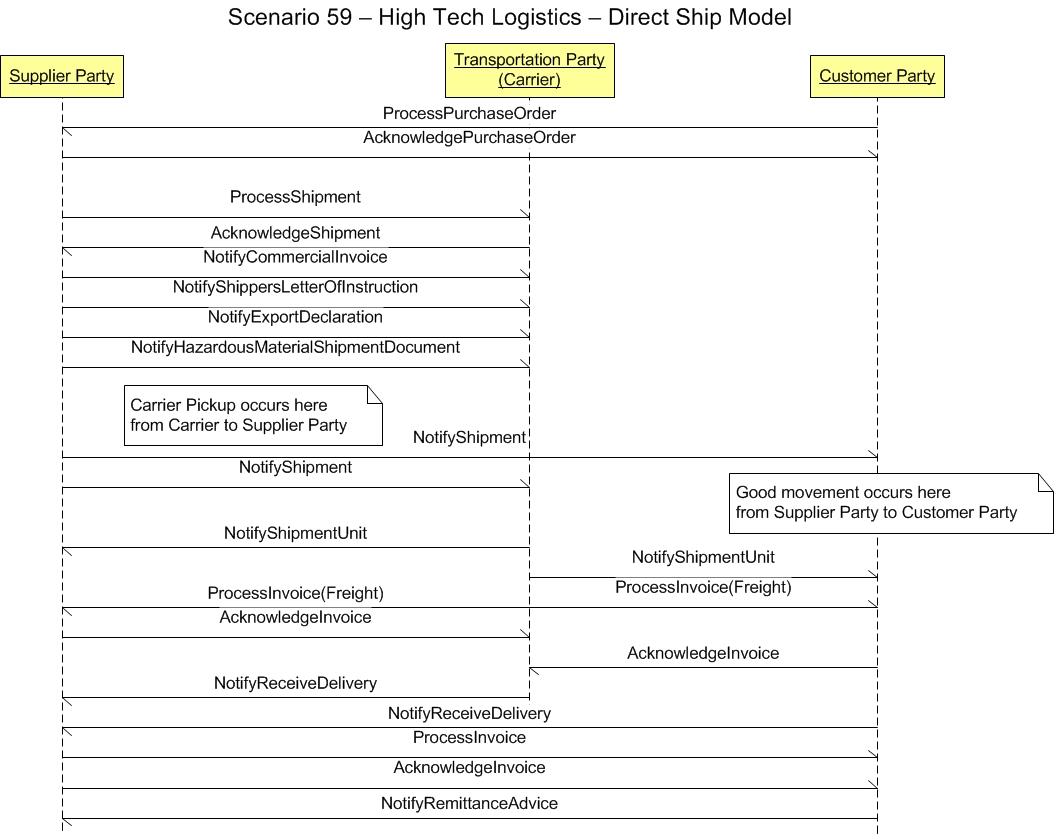 Scenario 59 – High Tech Logistics – Direct Ship Model
Supplier Party
Transportation Party
(Carrier)
Customer Party
ProcessPurchaseOrder
AcknowledgePurchaseOrder
ProcessShipment
AcknowledgeShipment
NotifyCommercialInvoice
NotifyShippersLetterOfInstruction
NotifyExportDeclaration
NotifyHazardousMaterialShipmentDocument
Carrier Pickup occurs here
from Carrier to Supplier Party
NotifyShipment
NotifyShipment
Good movement occurs here
from Supplier Party to Customer Party
NotifyShipmentUnit
NotifyShipmentUnit
ProcessInvoice(Freight)
ProcessInvoice(Freight)
AcknowledgeInvoice
AcknowledgeInvoice
NotifyReceiveDelivery
NotifyReceiveDelivery
ProcessInvoice
AcknowledgeInvoice
NotifyRemittanceAdvice